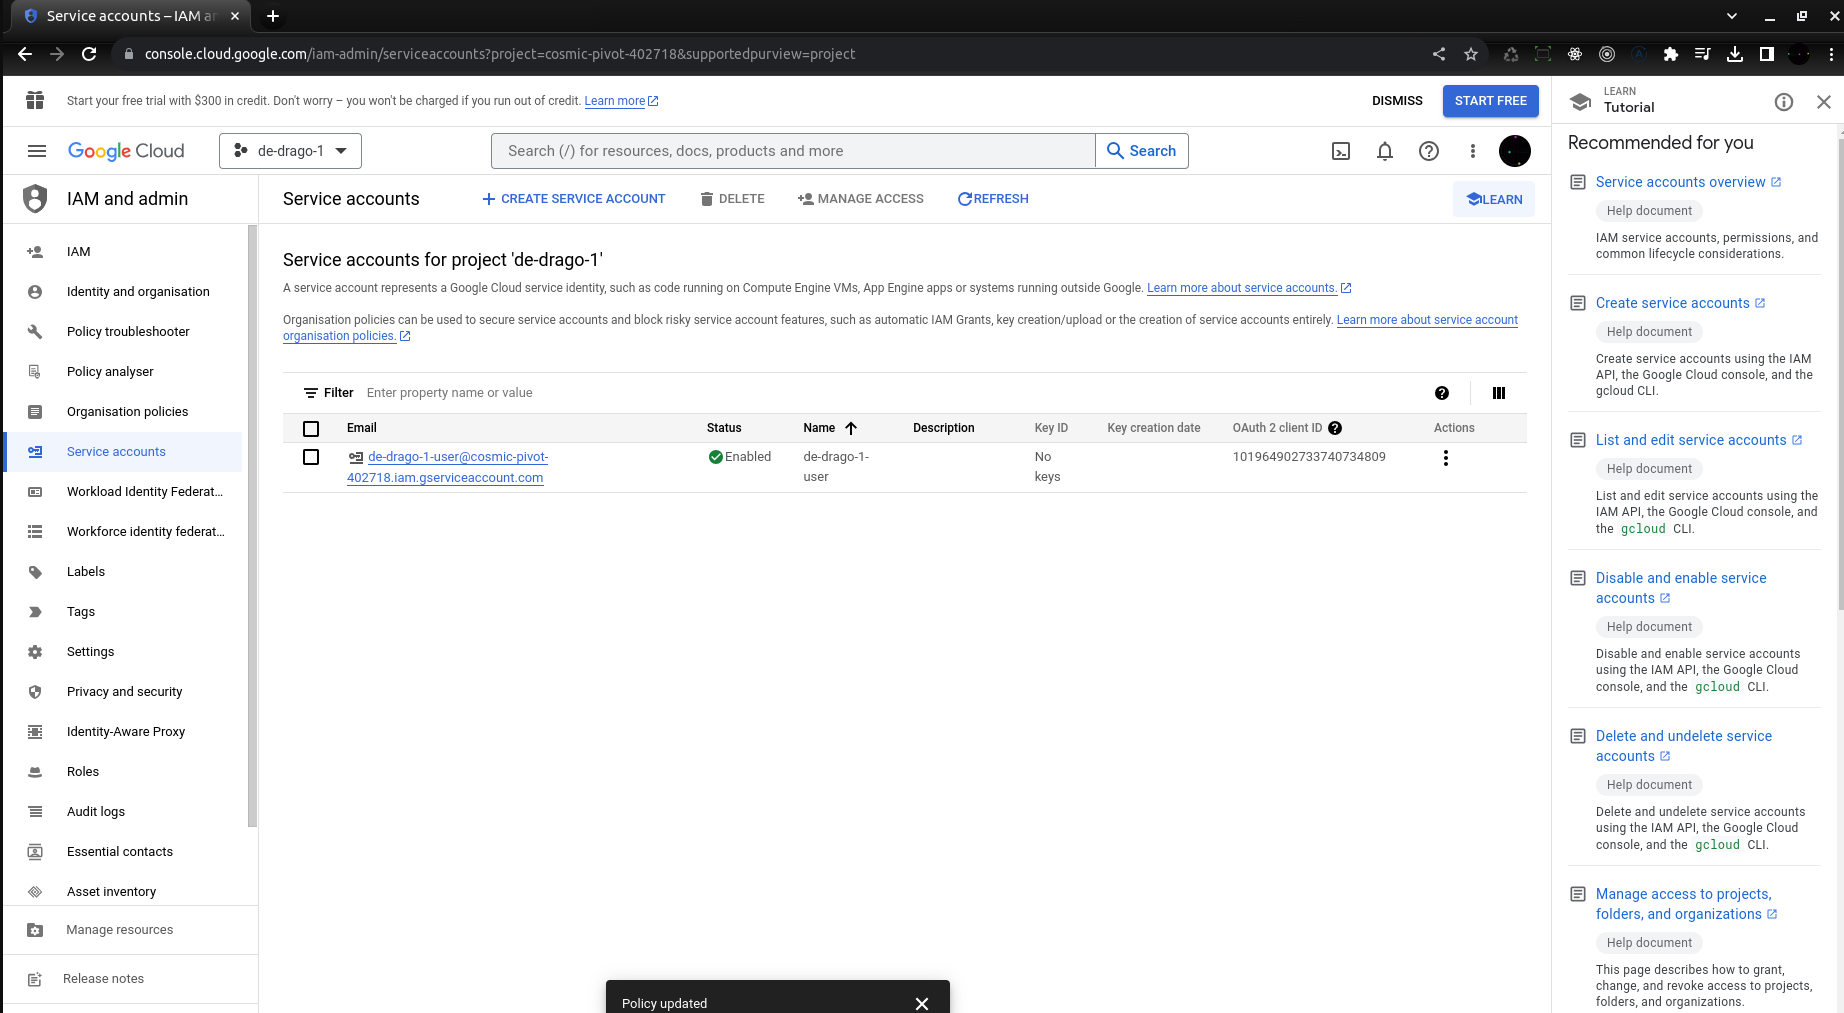 Service accounts – IAM ar
console.cloud.google.com/iam-admin/serviceaccounts?project=cosmic-pivot-402718&supportedpurview=project
Start your free trial with $300 in credit. Don't worry – you won't be charged if you run out of credit. Learn more
DISMISS
START FREE
Google Cloud
de-drago-1
Search (/) for resources, docs, products and more
Search
IAM and admin
IAM
Identity and organisation
Policy troubleshooter
Policy analyser
Organisation policies
Service accounts
Workload Identity Federat...
Workforce identity federat...
Labels
Tags
Settings
Privacy and security
Identity-Aware Proxy
Roles
Audit logs
Essential contacts
Asset inventory
Manage resources
Release notes
Service accounts
CREATE SERVICE ACCOUNT
DELETE
MANAGE ACCESS
REFRESH
LEARN
Service accounts for project 'de-drago-1'
A service account represents a Google Cloud service identity, such as code running on Compute Engine VMs, App Engine apps or systems running outside Google. Learn more about service accounts.
Organisation policies can be used to secure service accounts and block risky service account features, such as automatic IAM Grants, key creation/upload or the creation of service accounts entirely. Learn more about service account
organisation policies.
Filter Enter property name or value
Email Status Name Description Key ID Key creation date OAuth 2 client ID Actions
de-drago-1-user@cosmic-pivot- Enabled de-drago-1- No 101964902733740734809
402718.iam.gserviceaccount.com user keys
Policy updated
LEARN
Tutorial
Recommended for you
Service accounts overview
Help document
IAM service accounts, permissions, and
common lifecycle considerations.
Create service accounts
Help document
Create service accounts using the IAM
API, the Google Cloud console, and the
gcloud CLI.
List and edit service accounts
Help document
List and edit service accounts using the
IAM API, the Google Cloud console, and
the gcloud CLI.
Disable and enable service
accounts
Help document
Disable and enable service accounts
using the IAM API, the Google Cloud
console, and the gcloud CLI.
Delete and undelete service
accounts
Help document
Delete and undelete service accounts
using the IAM API, the Google Cloud
console, and the gcloud CLI.
Manage access to projects,
folders, and organizations
Help document
This page describes how to grant,
change, and revoke access to projects,
folders, and organizations.